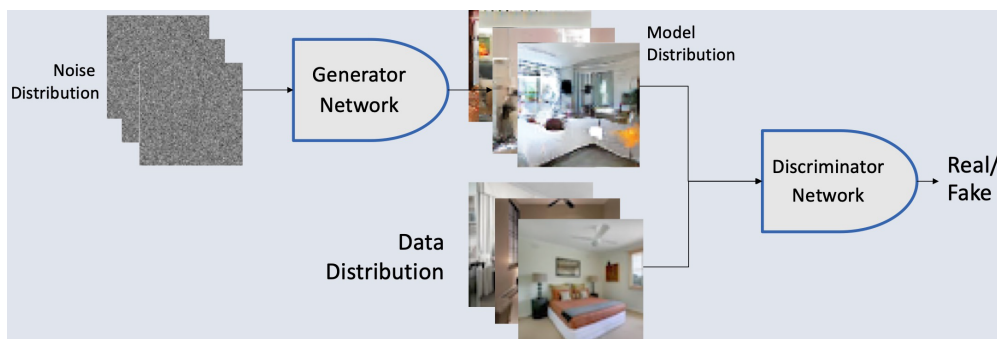 Noise
Distribution
Generator
Network
Model
Distribution
Data
Distribution
Discriminator
Network
Real/
Fake